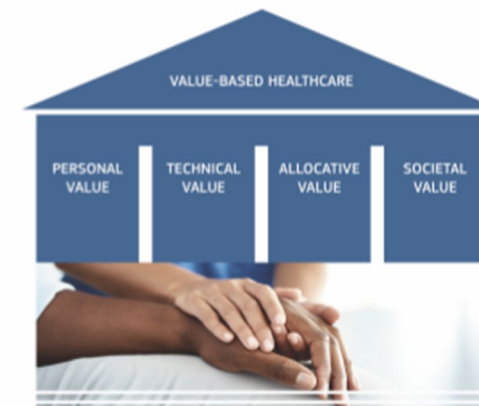 VALUE-BASED HEALTHCARE
PERSONAL
VALUE
TECHNICAL
VALUE
ALLOCATIVE
VALUE
SOCIETAL
VALUE